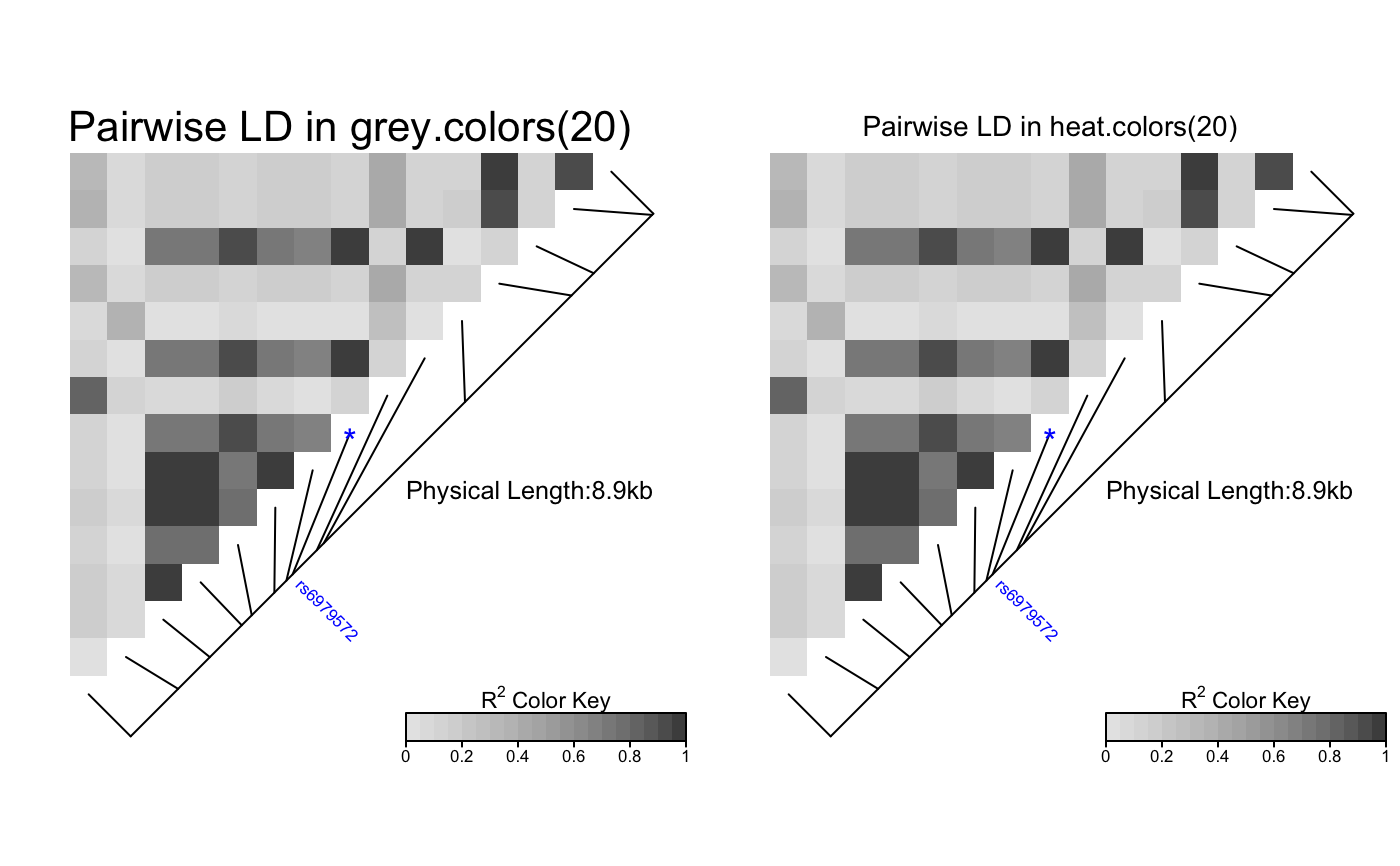 Pairwise LD in grey.colors(20)
*
Physical Length:8.9kb
rs6979572
R² Color Key
0 0.2 0.4 0.6 0.8 1
Pairwise LD in heat.colors(20)
*
Physical Length:8.9kb
rs6979572
R² Color Key
0 0.2 0.4 0.6 0.8 1